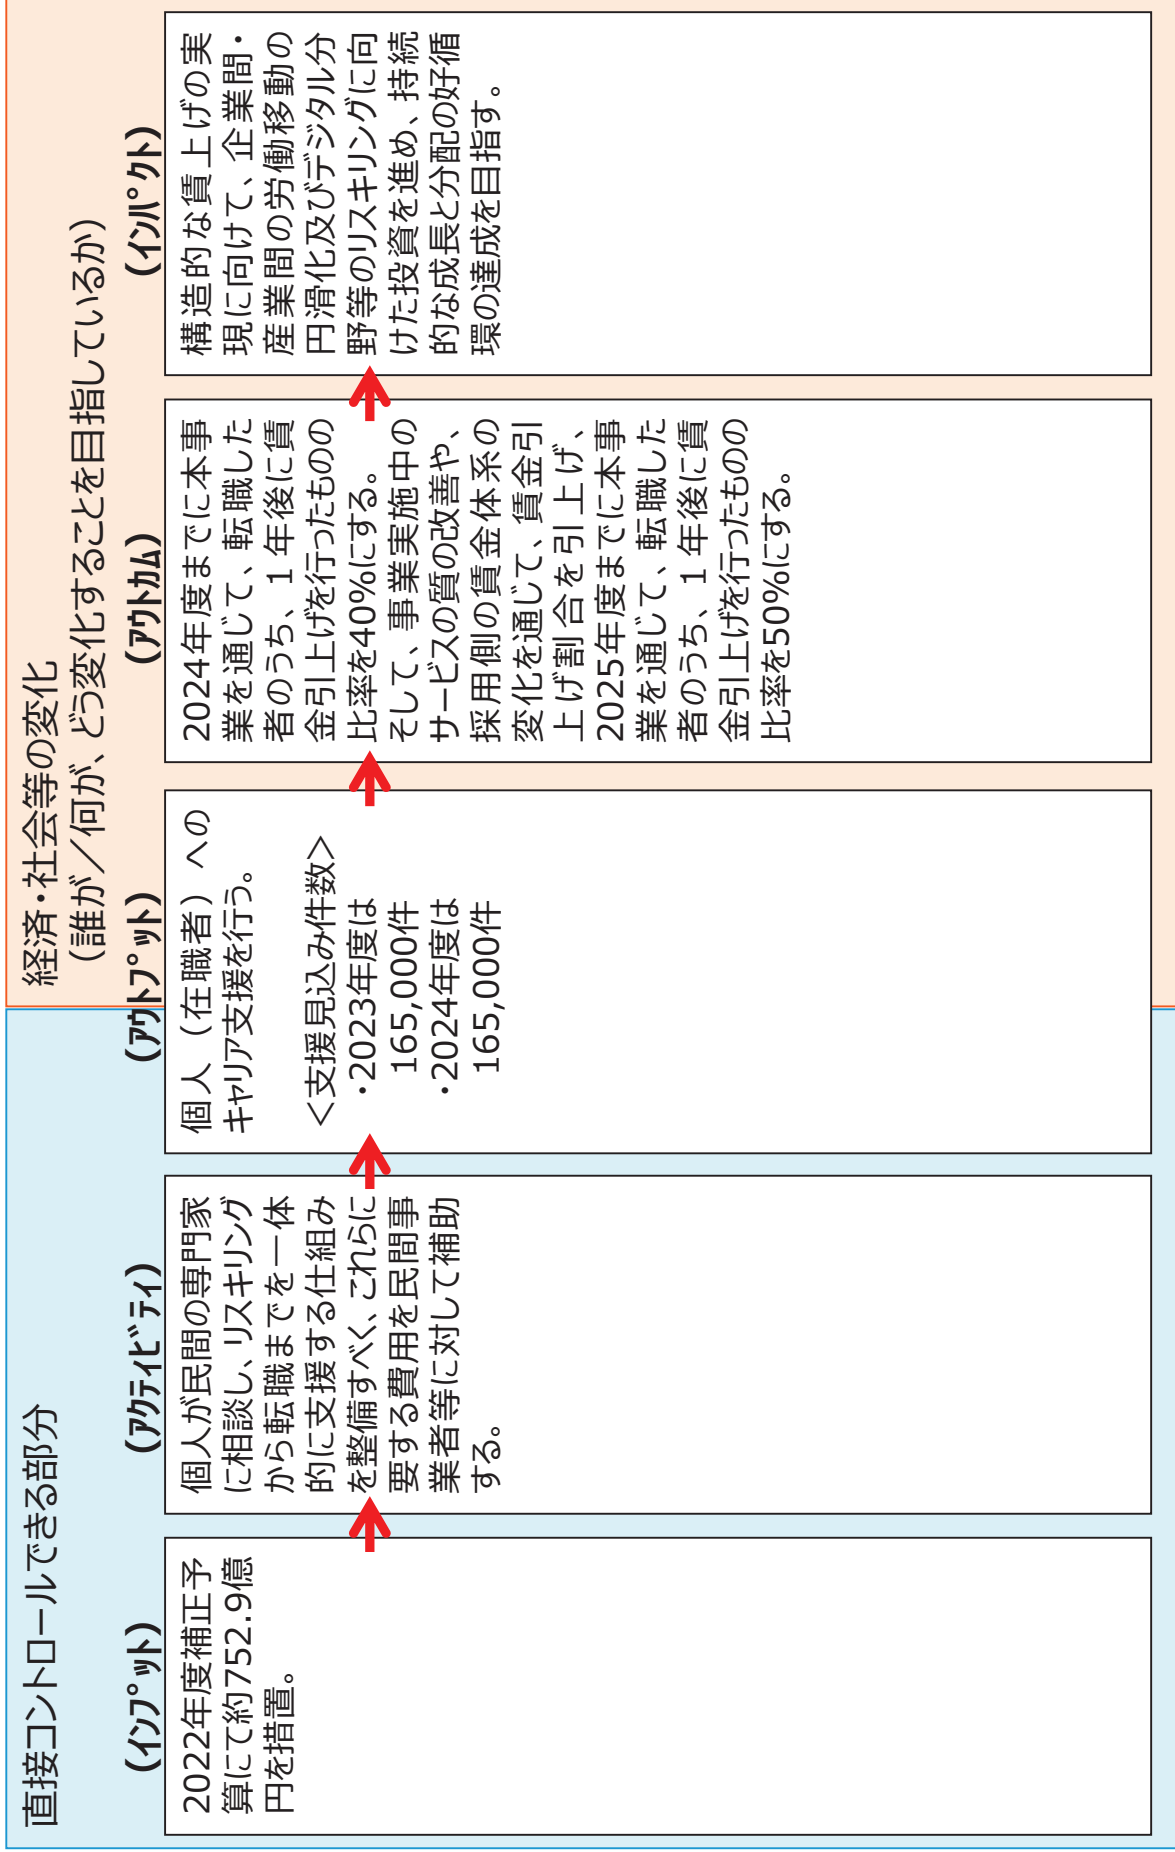 直接コントロールできる部分
(インプット)
2022年度補正予
算にて約752.9億
円を措置。
(アクティビティ)
個人が民間の専門家
に相談し、リスキリング
から転職までを一体
的に支援する仕組み
を整備すべく、これらに
要する費用を民間事
業者等に対して補助
する。
(アウトプット)
個人（在職者）への
キャリア支援を行う。
＜支援見込み件数＞
・2023年度は
165,000件
・2024年度は
165,000件
経済・社会等の変化
（誰が／何が、どう変化することを目指しているか）
(アウトカム)
2024年度までに本事
業を通じて、転職した
者のうち、１年後に賃
金引上げを行ったものの
比率を40%にする。
そして、事業実施中の
サービスの質の改善や、
採用側の賃金体系の
変化を通じて、賃金引
上げ割合を引上げ、
2025年度までに本事
業を通じて、転職した
者のうち、１年後に賃
金引上げを行ったものの
比率を50%にする。
(インパクト)
構造的な賃上げの実
現に向けて、企業間・
産業間の労働移動の
円滑化及びデジタル分
野等のリスキリングに向
けた投資を進め、持続
的な成長と分配の好循
環の達成を目指す。